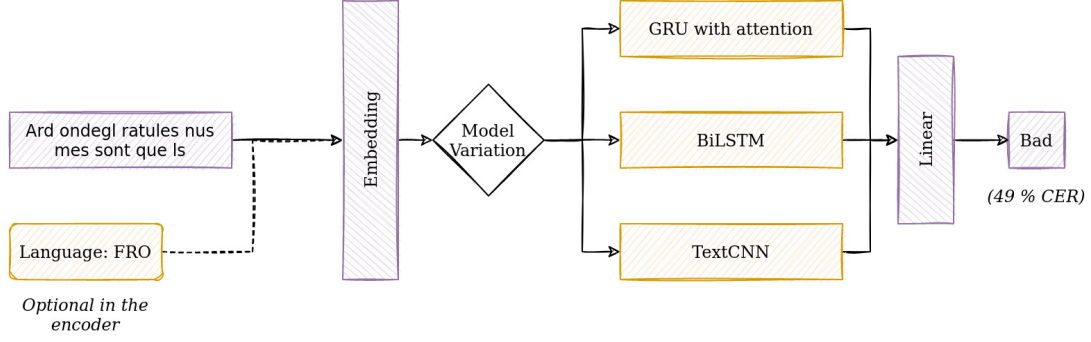 Ard ondegl ratules nus
mes sont que ls
Language: FRO
Optional in the
encoder
Embedding
Model
Variation
GRU with attention
BiLSTM
TextCNN
Linear
Bad
(49 % CER)